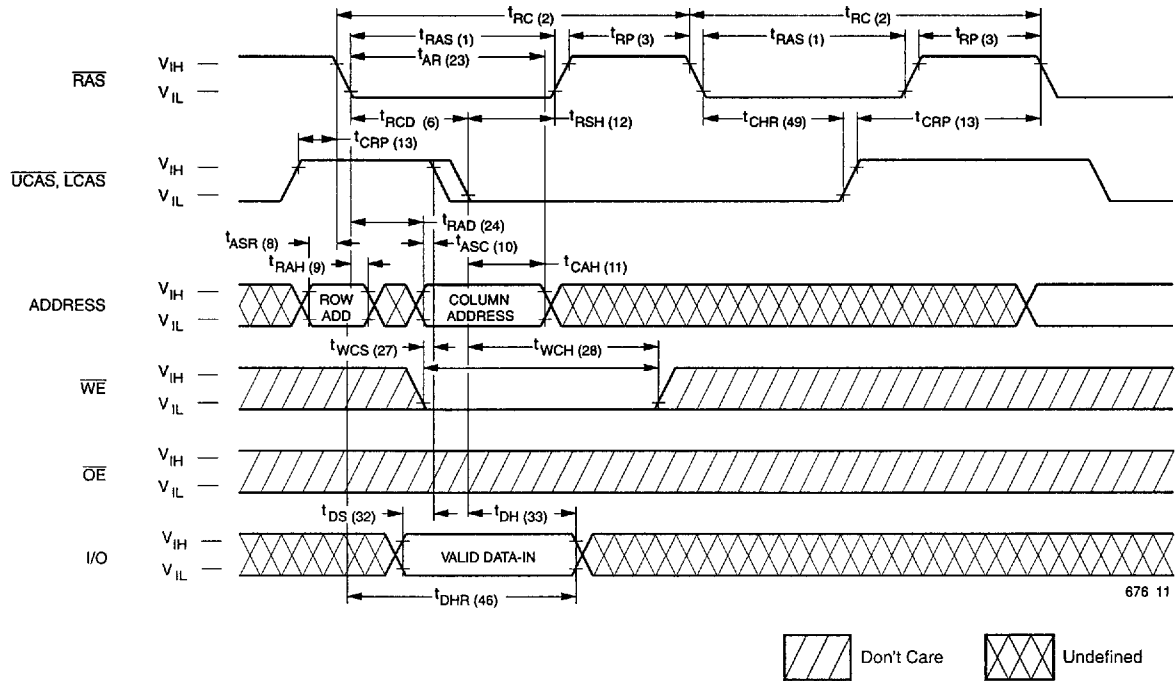 tRC (2) tRC (2)
tRAS (1) tRP (3) tRAS (1) tRP (3)
tAR (23)
RAS VIH
VIL
tRCD (6) tRSH (12) tCHR (49) tCRP (13)
tCRP (13)
UCAS, LCAS VIH
VIL
tRAD (24)
tASR (8) tASC (10)
tRAH (9) tCAH (11)
ADDRESS VIH ROW COLUMN
VIL ADD ADDRESS
tWCS (27) tWCH (28)
WE VIH
VIL
OE VIH
VIL
tDS (32) tDH (33)
I/O VIH
VIL VALID DATA-IN
tDHR (46)
676 11
Don't Care Undefined